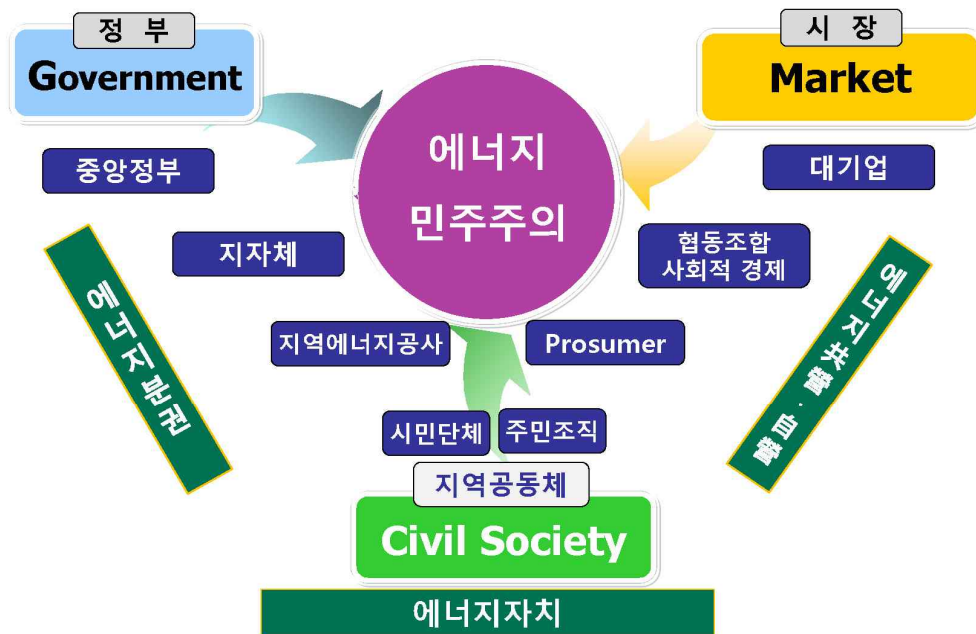 정 부
Government
시 장
Market
에너지
민주주의
중앙정부
대기업
지자체
협동조합
사회적 경제
에너지분권
에너지共營·自營
지역에너지공사
Prosumer
시민단체
주민조직
지역공동체
Civil Society
에너지자치